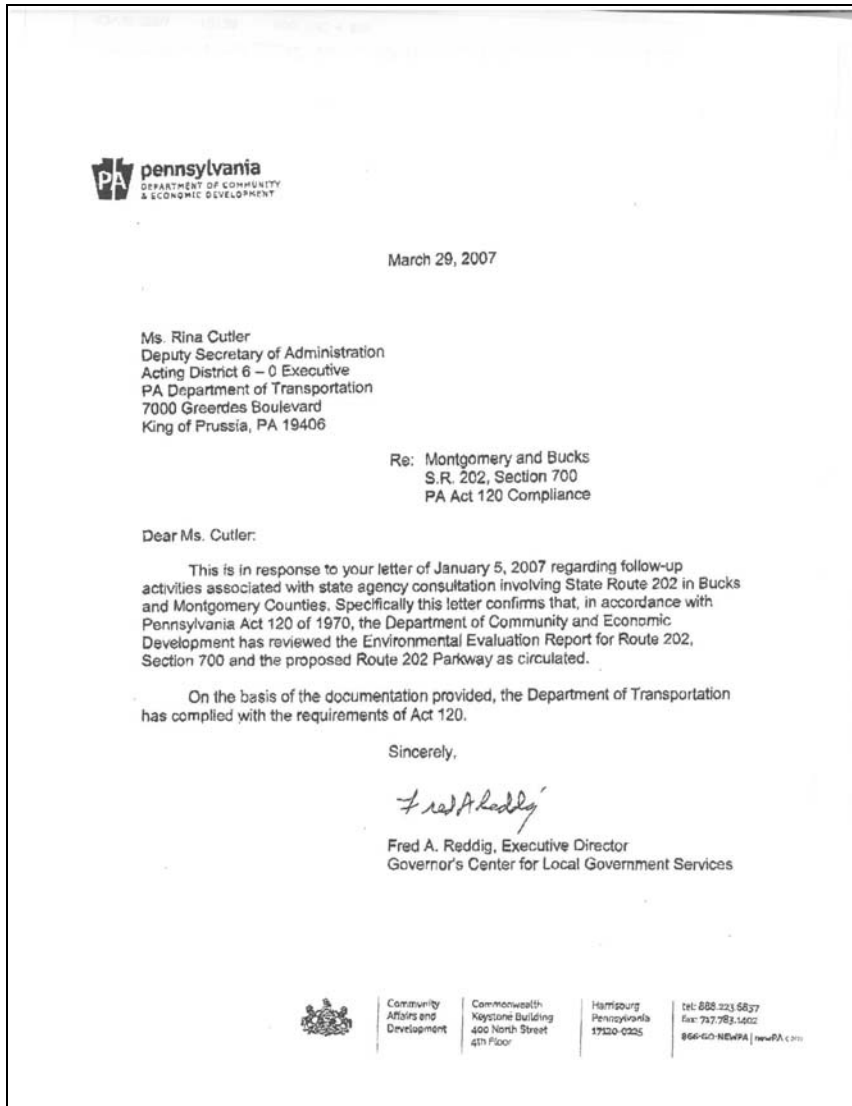 PA
pennsylvania
DEPARTMENT OF COMMUNITY
& ECONOMIC DEVELOPMENT
March 29, 2007
Ms. Rina Cutler
Deputy Secretary of Administration
Acting District 6 – 0 Executive
PA Department of Transportation
7000 Greerdes Boulevard
King of Prussia, PA 19406
Re: Montgomery and Bucks
S.R. 202, Section 700
PA Act 120 Compliance
Dear Ms. Cutler:
This is in response to your letter of January 5, 2007 regarding follow-up
activities associated with state agency consultation involving State Route 202 in Bucks
and Montgomery Counties. Specifically this letter confirms that, in accordance with
Pennsylvania Act 120 of 1970, the Department of Community and Economic
Development has reviewed the Environmental Evaluation Report for Route 202,
Section 700 and the proposed Route 202 Parkway as circulated.
On the basis of the documentation provided, the Department of Transportation
has complied with the requirements of Act 120.
Sincerely,
Fred A Reddig
Fred A. Reddig, Executive Director
Governor's Center for Local Government Services
Community
Affairs and
Development
Commonwealth
Keystone Building
400 North Street
4th Floor
Harrisburg
Pennsylvania
17120-0225
tel: 888.223.6837
fax: 717.783.1402
866-GO-NEWPA | newPA.com